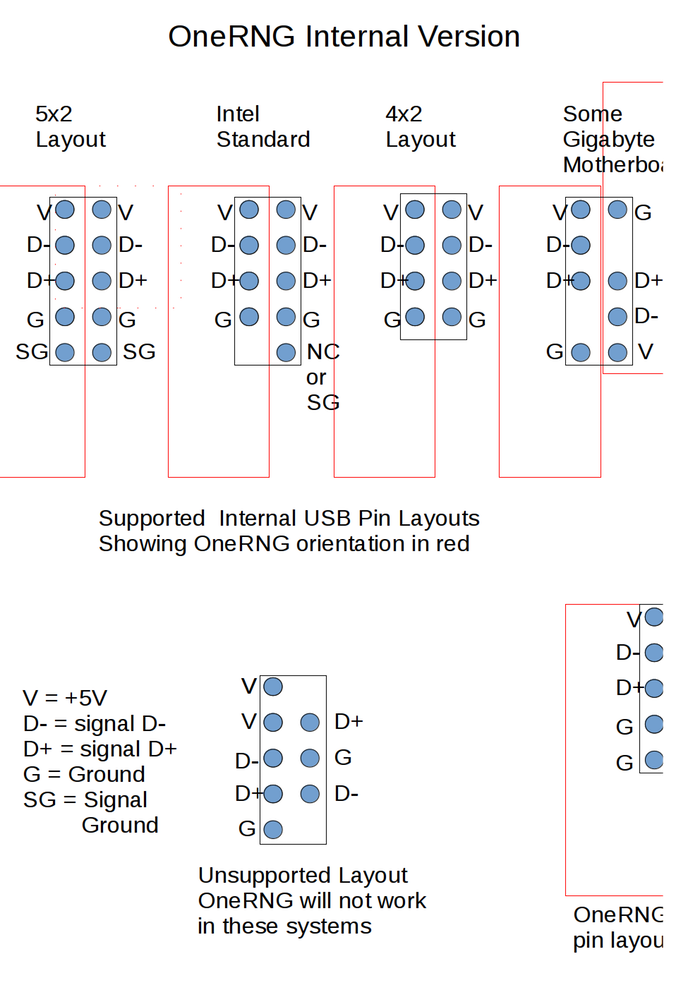 OneRNG Internal Version
5x2
Layout
Intel
Standard
4x2
Layout
Some
Gigabyte
V
V
D-
D-
D+
D+
G
G
SG
SG
V
V
D-
D-
D+
D+
G
G
NC
or
SG
V
V
D-
D-
D+
D+
G
G
V
G
D-
D+
D+
D-
G
V
Supported Internal USB Pin Layouts
Showing OneRNG orientation in red
V = +5V
D- = signal D-
D+ = signal D+
G = Ground
SG = Signal
Ground
V
V
D+
D-
G
D+
D-
G
Unsupported Layout
OneRNG will not work
in these systems
V
D-
D+
G
G
OneRNG
pin